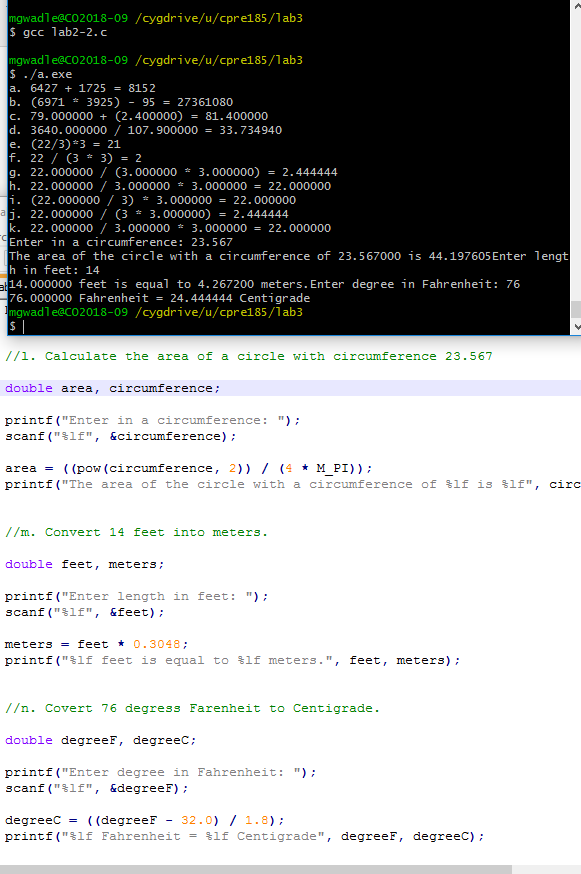 mgwadle@CO2018-09 /cygdrive/u/cpre185/lab3
$ gcc lab2-2.c
mgwadle@CO2018-09 /cygdrive/u/cpre185/lab3
$ ./a.exe
a. 6427 + 1725 = 8152
b. (6971 * 3925) - 95 = 27361080
c. 79.000000 + (2.400000) = 81.400000
d. 3640.000000 / 107.900000 = 33.734940
e. (22/3)*3 = 21
f. 22 / (3 * 3) = 2
g. 22.000000 / (3.000000 * 3.000000) = 2.444444
h. 22.000000 / 3.000000 * 3.000000 = 22.000000
i. (22.000000 / 3) * 3.000000 = 22.000000
j. 22.000000 / (3 * 3.000000) = 2.444444
k. 22.000000 / 3.000000 * 3.000000 = 22.000000
Enter in a circumference: 23.567
The area of the circle with a circumference of 23.567000 is 44.197605Enter lengt
h in feet: 14
14.000000 feet is equal to 4.267200 meters.Enter degree in Fahrenheit: 76
76.000000 Fahrenheit = 24.444444 Centigrade
mgwadle@CO2018-09 /cygdrive/u/cpre185/lab3
$
//l. Calculate the area of a circle with circumference 23.567
double area, circumference;
printf("Enter in a circumference: ");
scanf("%lf", &circumference);
area = ((pow(circumference, 2)) / (4 * M_PI));
printf("The area of the circle with a circumference of %lf is %lf", circ
//m. Convert 14 feet into meters.
double feet, meters;
printf("Enter length in feet: ");
scanf("%lf", &feet);
meters = feet * 0.3048;
printf("%lf feet is equal to %lf meters.", feet, meters);
//n. Covert 76 degress Farenheit to Centigrade.
double degreeF, degreeC;
printf("Enter degree in Fahrenheit: ");
scanf("%lf", &degreeF);
degreeC = ((degreeF - 32.0) / 1.8);
printf("%lf Fahrenheit = %lf Centigrade", degreeF, degreeC);